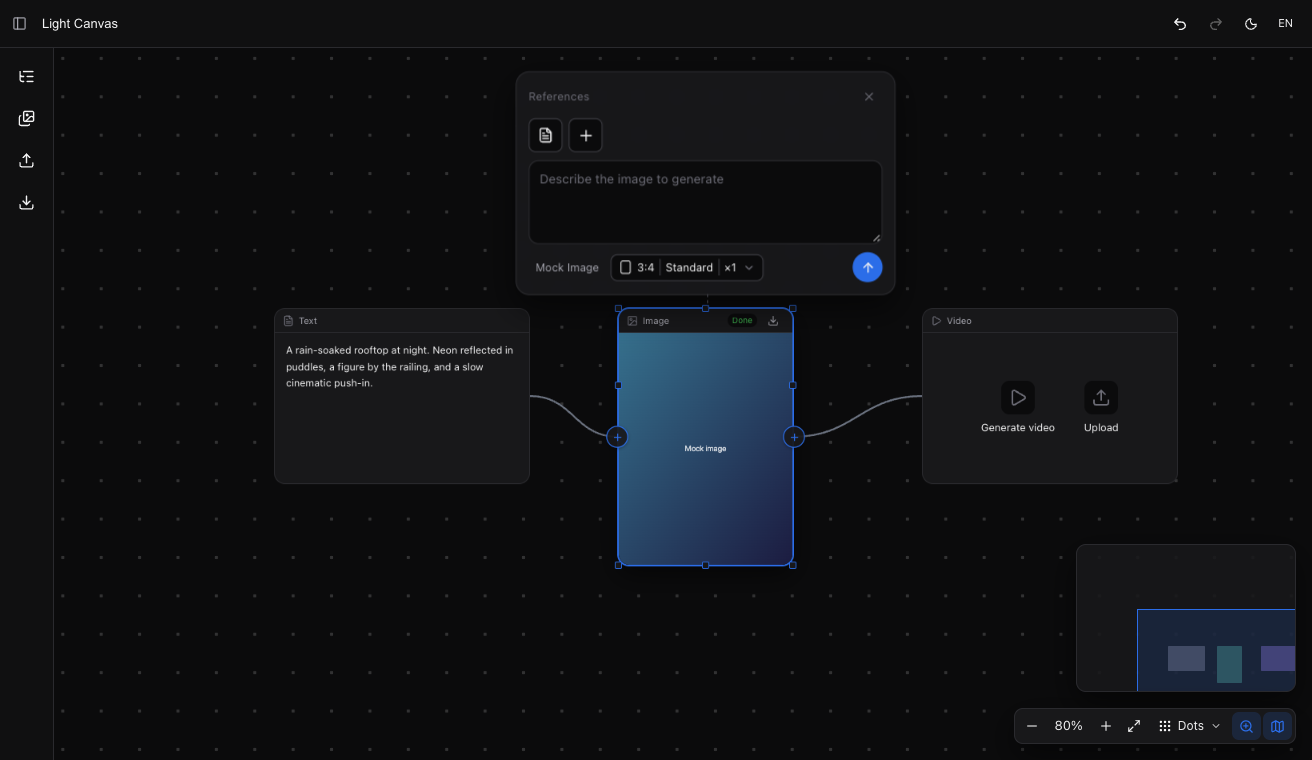 Light Canvas
EN
References
Describe the image to generate
Mock Image
3:4
Standard
×1
Text
A rain-soaked rooftop at night. Neon reflected in
puddles, a figure by the railing, and a slow
cinematic push-in.
Image
Done
Mock image
Video
Generate video
Upload
80%
Dots